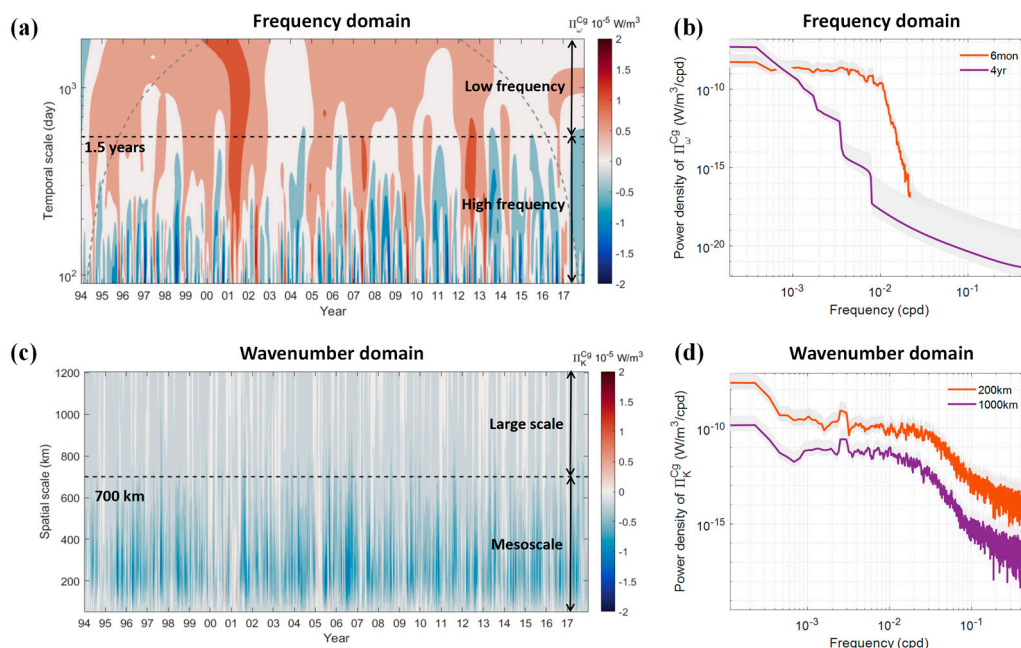 (a)
Frequency domain
Π_ω^Cg 10^-5 W/m^3
Temporal scale (day)
10^3
10^2
1.5 years
Low frequency
High frequency
94 95 96 97 98 99 00 01 02 03 04 05 06 07 08 09 10 11 12 13 14 15 16 17
Year
2
1.5
1
0.5
0
-0.5
-1
-1.5
-2
(b)
Frequency domain
Power density of Π_ω^Cg (W/m^3/cpd)
10^-10
10^-15
10^-20
6mon
4yr
10^-3 10^-2 10^-1
Frequency (cpd)
(c)
Wavenumber domain
Π_K^Cg 10^-5 W/m^3
Spatial scale (km)
1200
1000
800
600
400
200
700 km
Large scale
Mesoscale
94 95 96 97 98 99 00 01 02 03 04 05 06 07 08 09 10 11 12 13 14 15 16 17
Year
2
1.5
1
0.5
0
-0.5
-1
-1.5
-2
(d)
Wavenumber domain
Power density of Π_K^Cg (W/m^3/cpd)
10^-10
10^-15
200km
1000km
10^-3 10^-2 10^-1
Frequency (cpd)